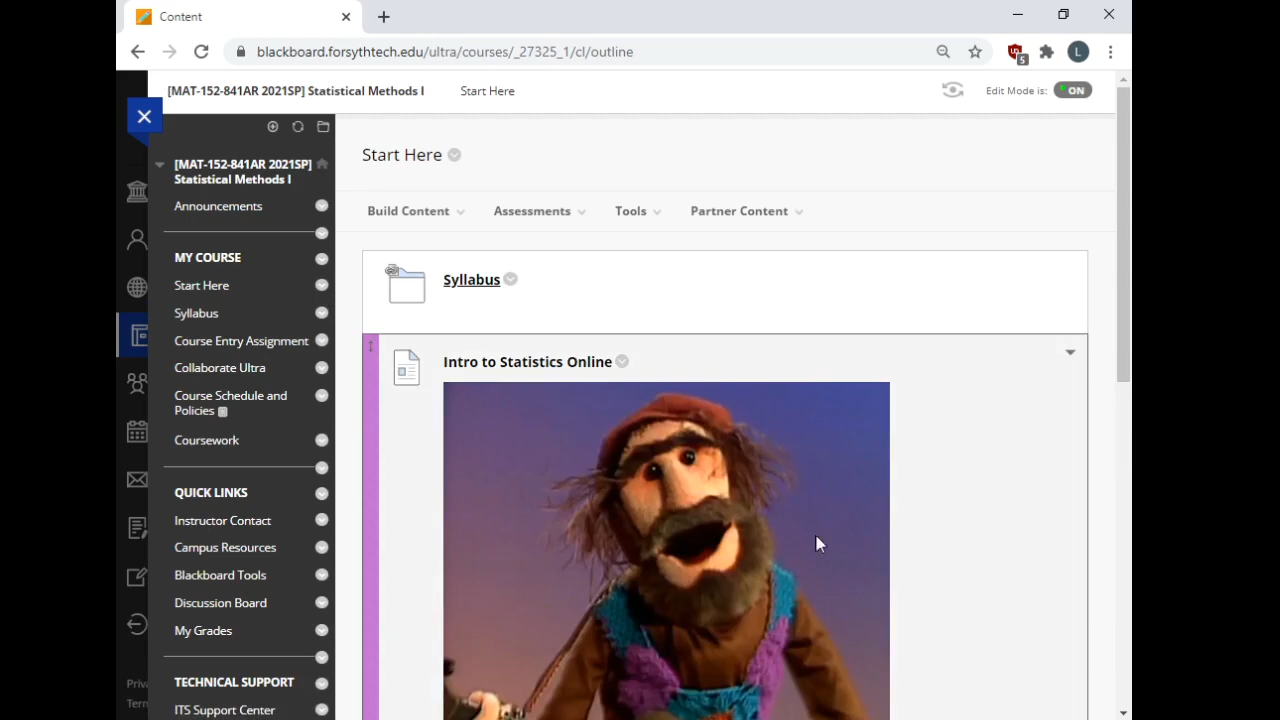 Content
blackboard.forsythtech.edu/ultra/courses/_27325_1/cl/outline
5
L
[MAT-152-841AR 2021SP] Statistical Methods I
Start Here
Edit Mode is:
ON
[MAT-152-841AR 2021SP]
Statistical Methods I
Announcements
MY COURSE
Start Here
Syllabus
Course Entry Assignment
Collaborate Ultra
Course Schedule and
Policies
Coursework
QUICK LINKS
Instructor Contact
Campus Resources
Blackboard Tools
Discussion Board
My Grades
TECHNICAL SUPPORT
ITS Support Center
Priva
Term
Start Here
Build Content
Assessments
Tools
Partner Content
Syllabus
Intro to Statistics Online